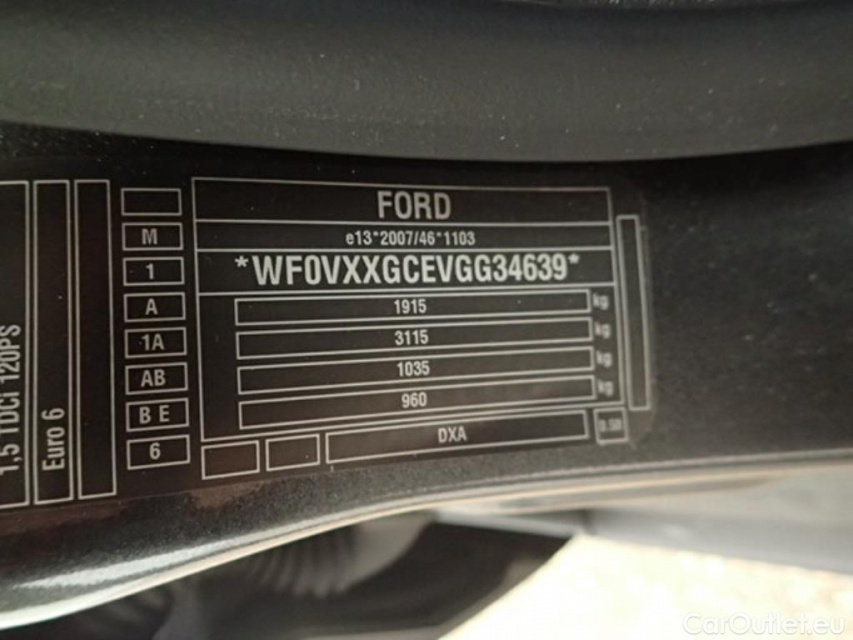 FORD
e13*2007/46*1103
*WF0VXXGCEVGG34639*
1915 kg
3115 kg
1035 kg
960 kg
DXA
M
1
A
1A
AB
B E
6
Euro 6
1,5 TDCi 120PS
CarOutlet.eu